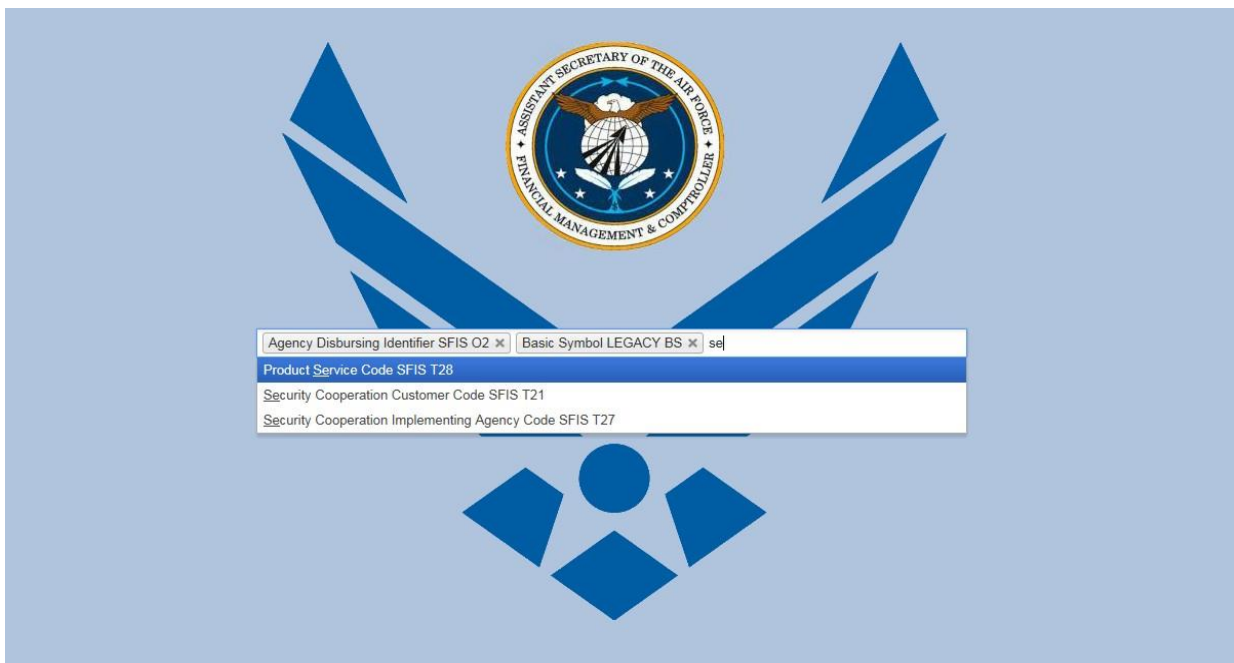 ASSISTANT SECRETARY OF THE AIR FORCE
FINANCIAL MANAGEMENT & COMPTROLLER
Agency Disbursing Identifier SFIS O2 × Basic Symbol LEGACY BS × se
Product Service Code SFIS T28
Security Cooperation Customer Code SFIS T21
Security Cooperation Implementing Agency Code SFIS T27